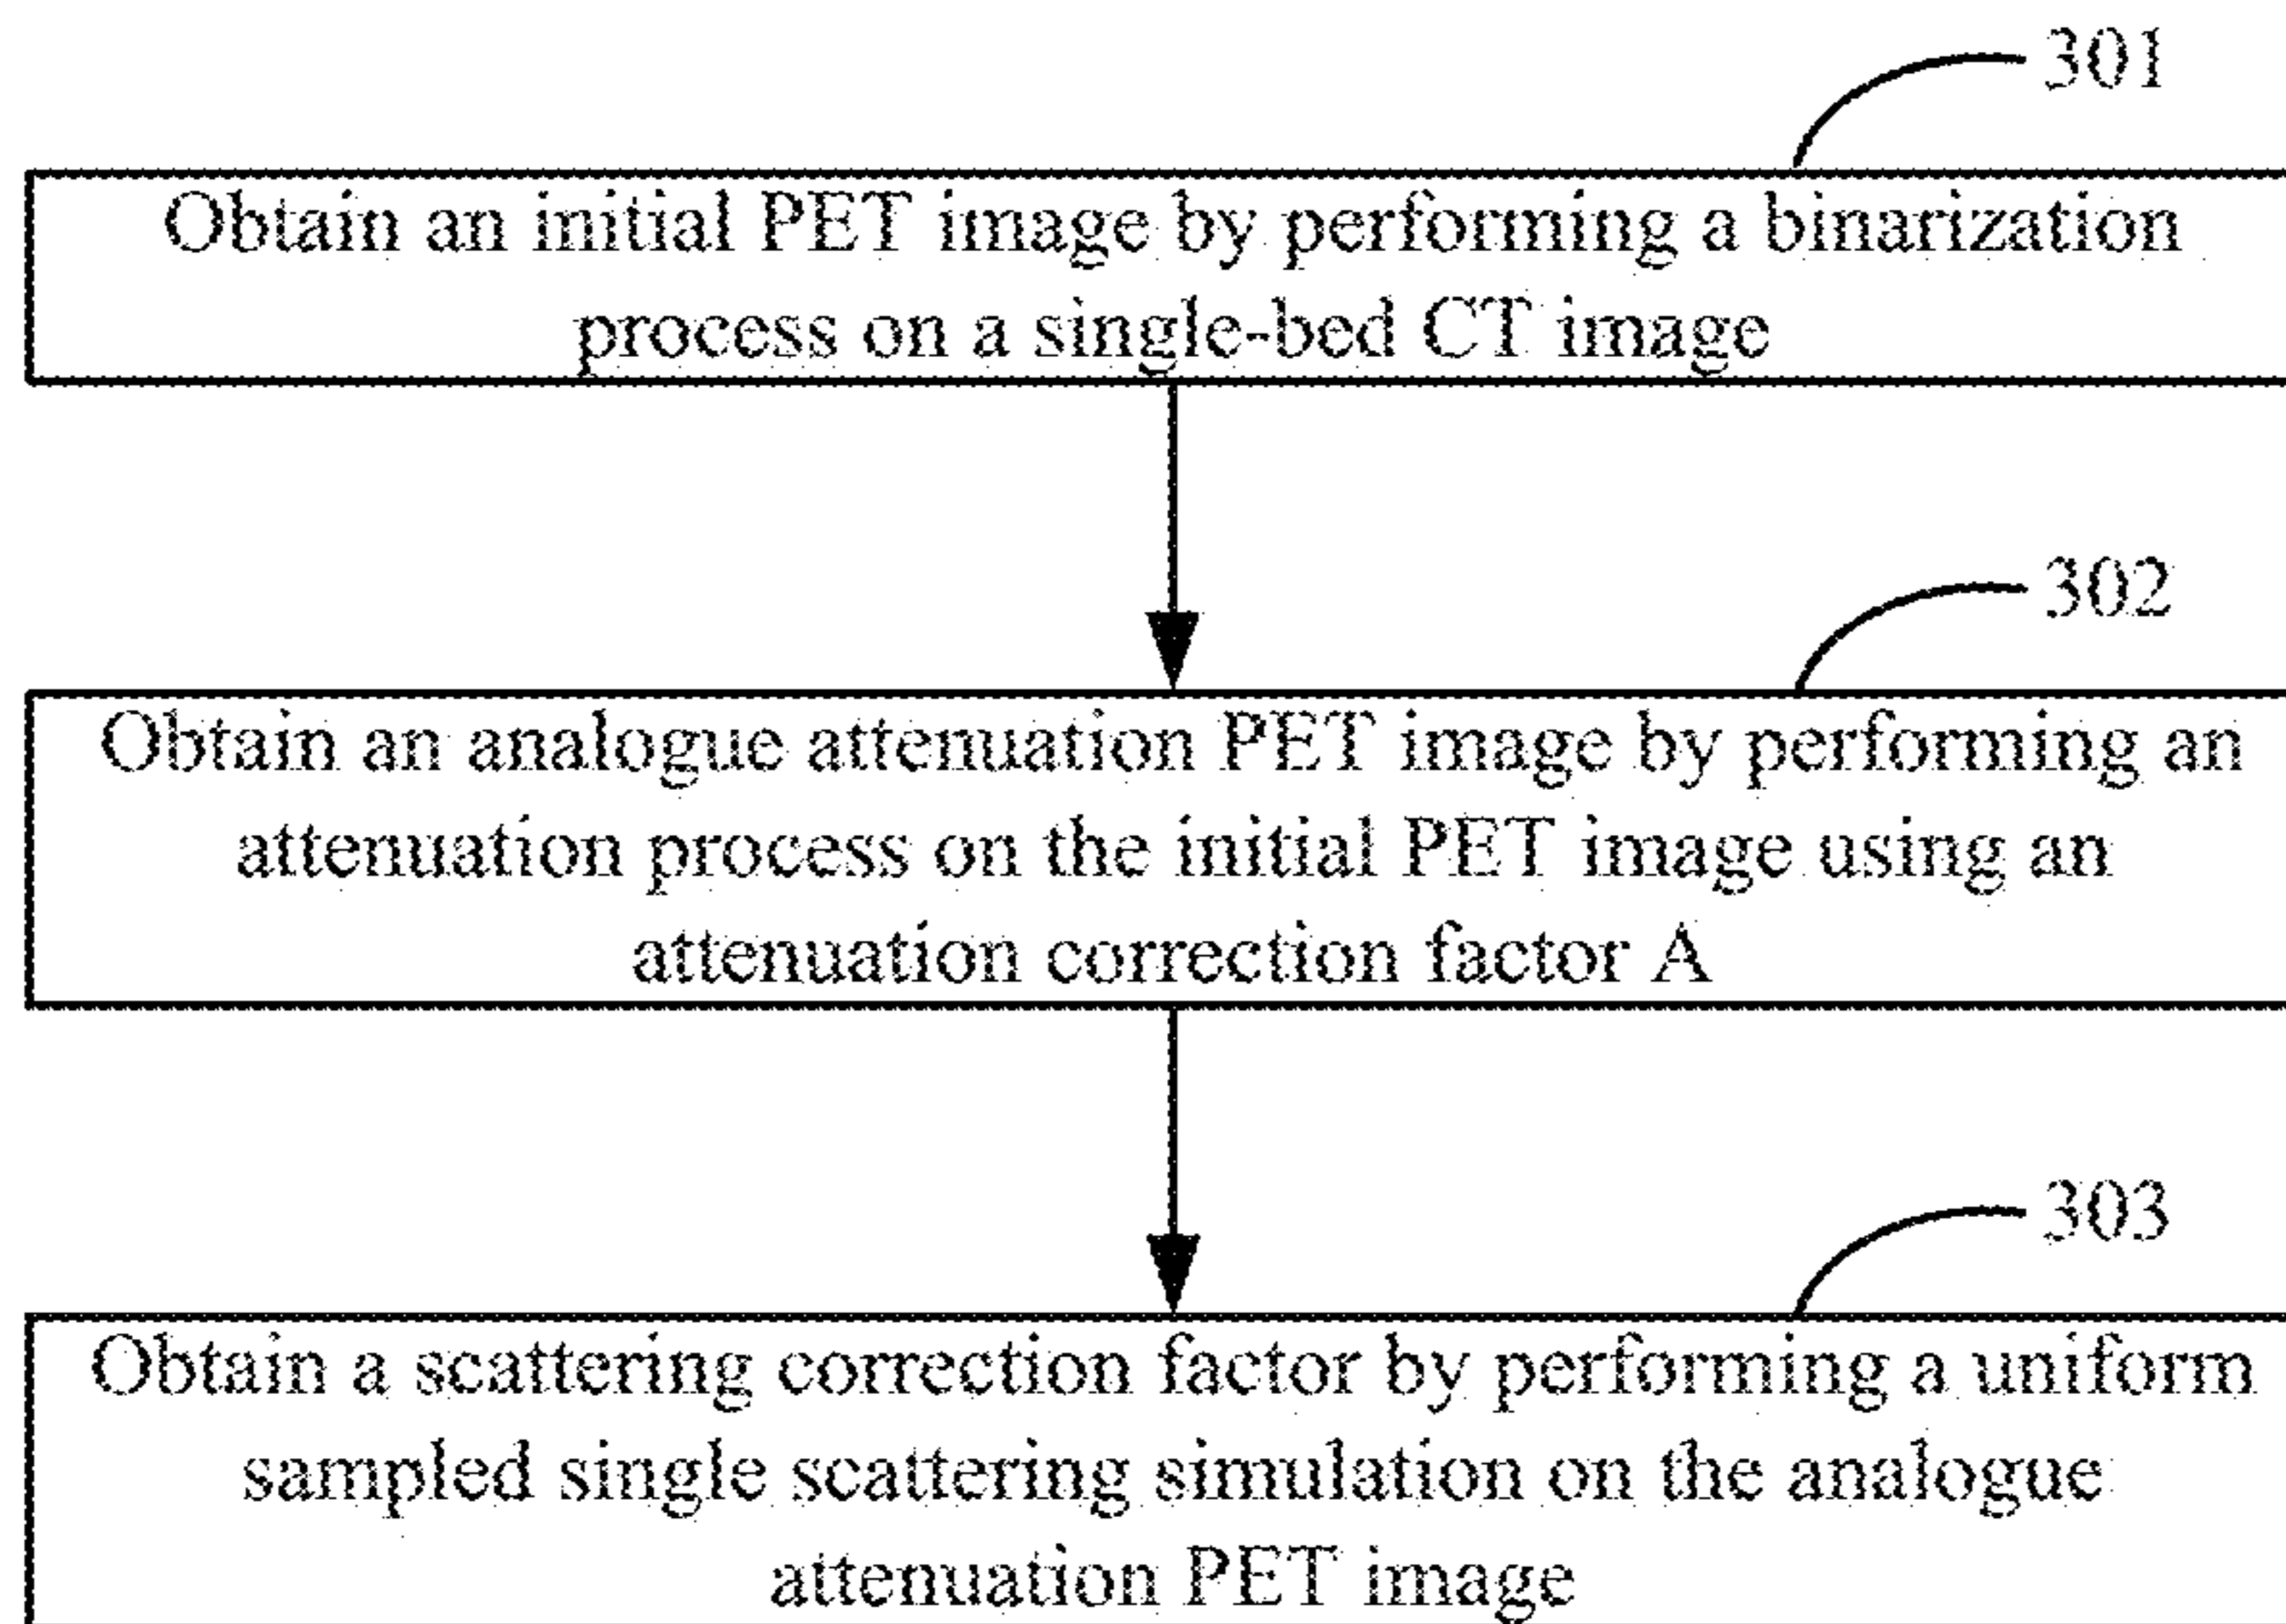 301
Obtain an initial PET image by performing a binarization
process on a single-bed CT image
302
Obtain an analogue attenuation PET image by performing an
attenuation process on the initial PET image using an
attenuation correction factor A
303
Obtain a scattering correction factor by performing a uniform
sampled single scattering simulation on the analogue
attenuation PET image